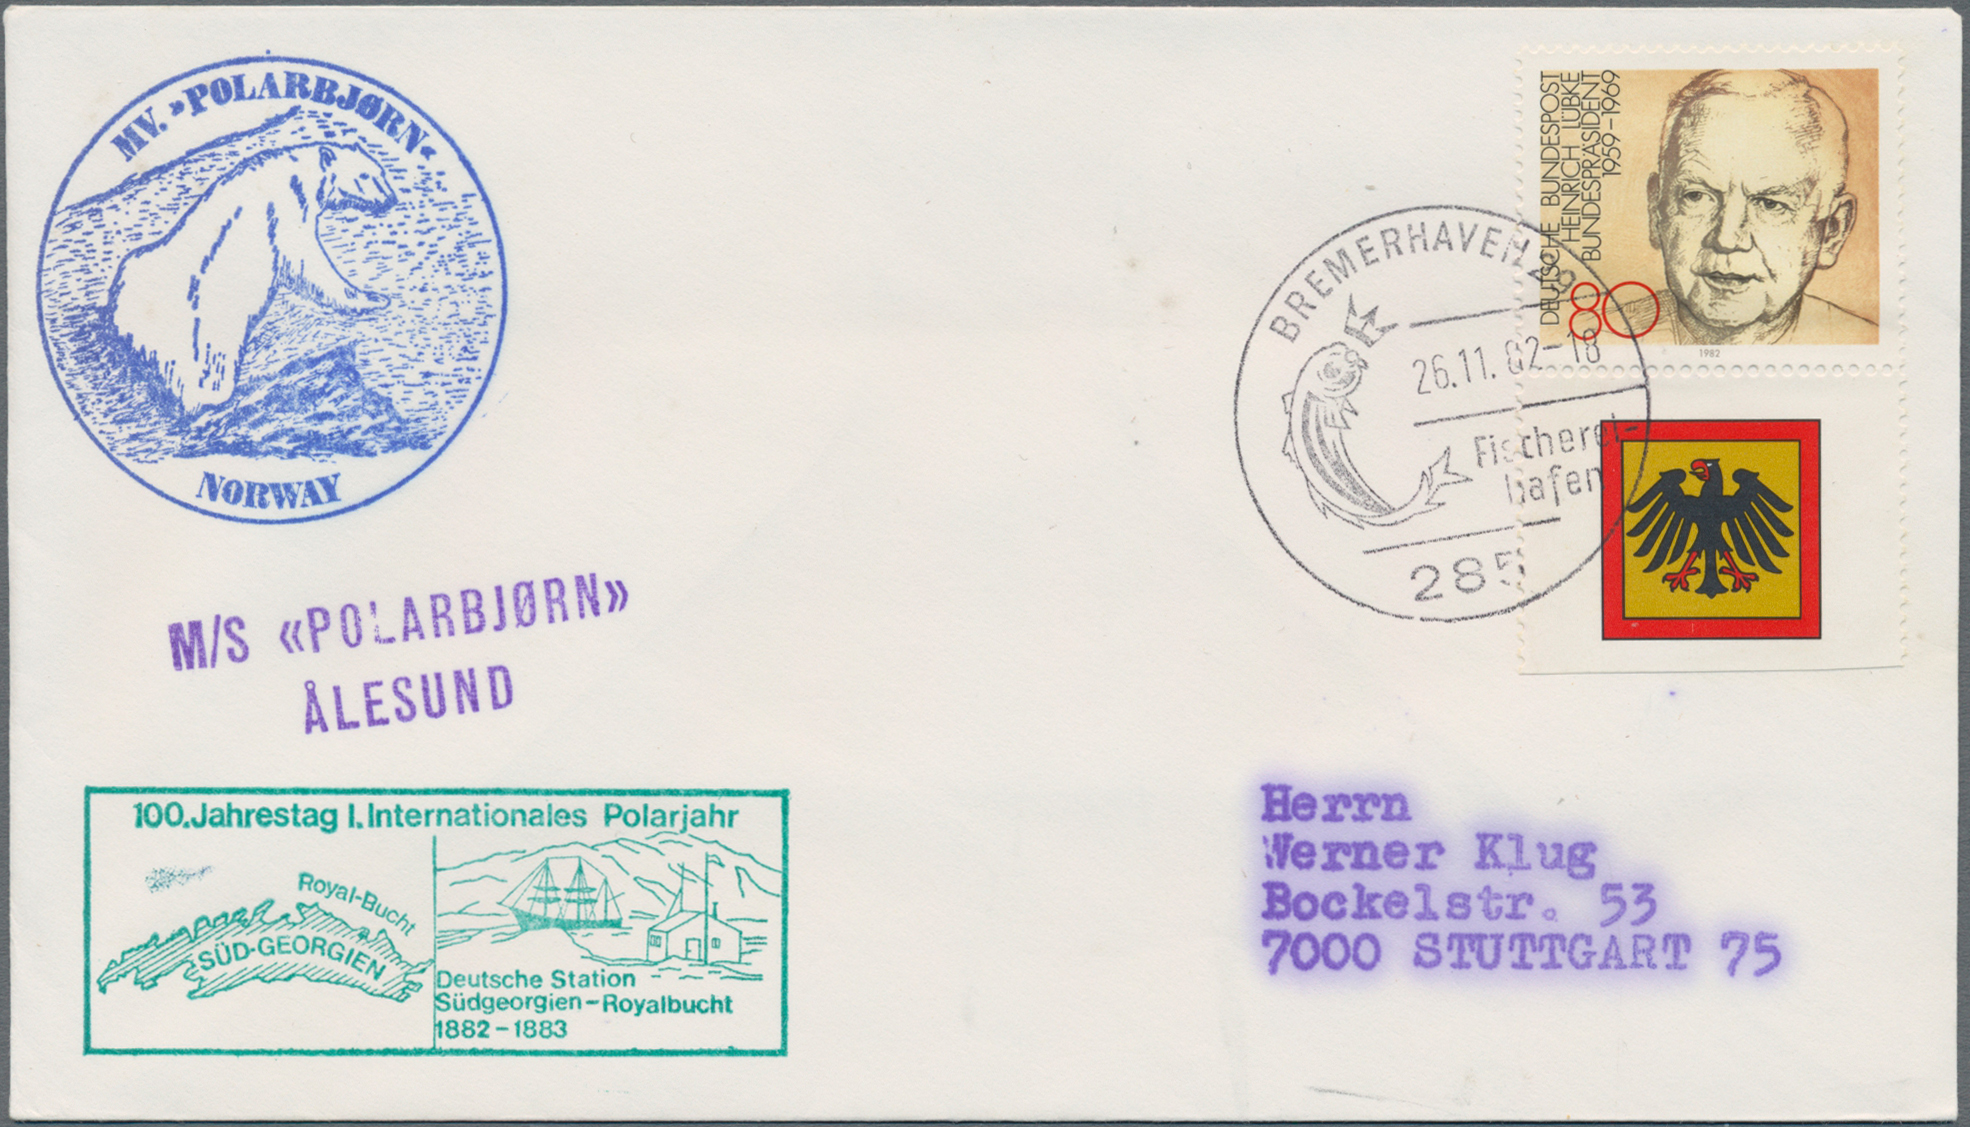 MV. »POLARBJØRN«
NORWAY
DEUTSCHE BUNDESPOST
HEINRICH LÜBKE
BUNDESPRÄSIDENT
1959–1969
80
1982
BREMERHAVEN 29
26.11.82–18
Fischerei-
hafen
285
M/S «POLARBJØRN»
ÅLESUND
100.Jahrestag I.Internationales Polarjahr
Royal-Bucht
SÜD-GEORGIEN
Deutsche Station
Südgeorgien–Royalbucht
1882–1883
Herrn
Werner Klug
Bockelstr. 53
7000 STUTTGART 75